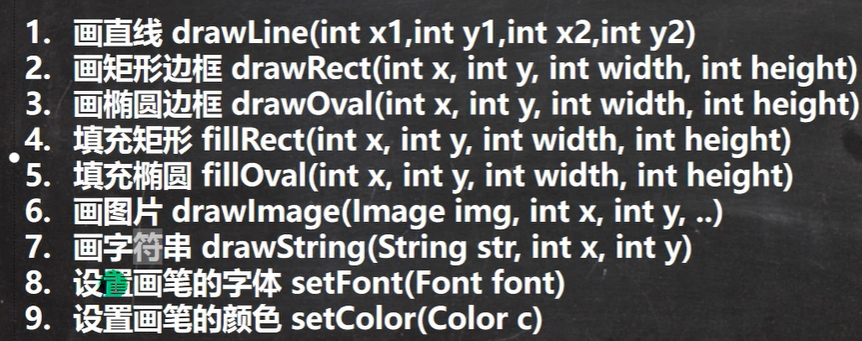 1. 画直线 drawLine(int x1,int y1,int x2,int y2)
2. 画矩形边框 drawRect(int x, int y, int width, int height)
3. 画椭圆边框 drawOval(int x, int y, int width, int height)
4. 填充矩形 fillRect(int x, int y, int width, int height)
5. 填充椭圆 fillOval(int x, int y, int width, int height)
6. 画图片 drawImage(Image img, int x, int y, ..)
7. 画字符串 drawString(String str, int x, int y)
8. 设置画笔的字体 setFont(Font font)
9. 设置画笔的颜色 setColor(Color c)